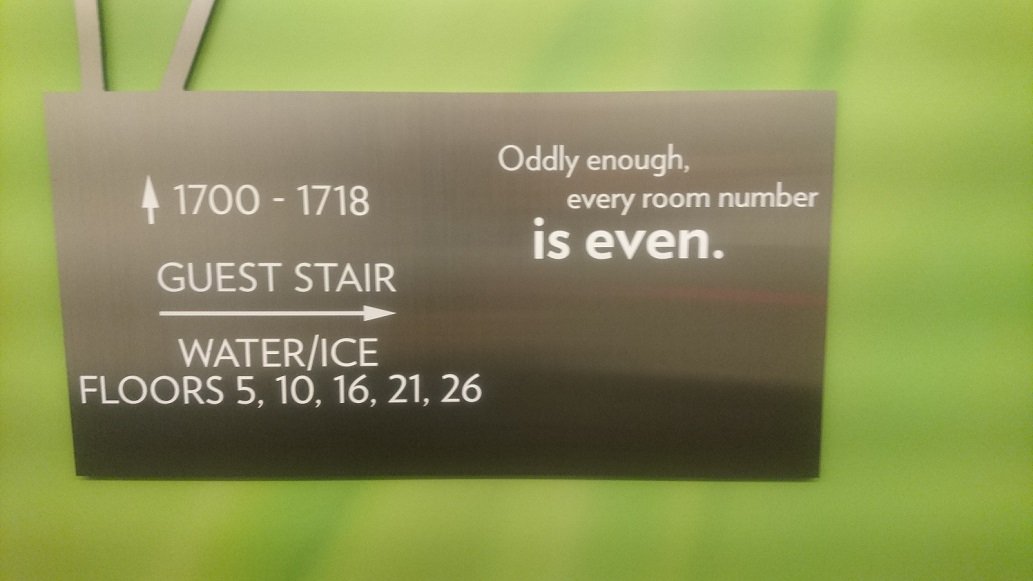 1700 - 1718
GUEST STAIR
WATER/ICE
FLOORS 5, 10, 16, 21, 26
Oddly enough,
every room number
is even.